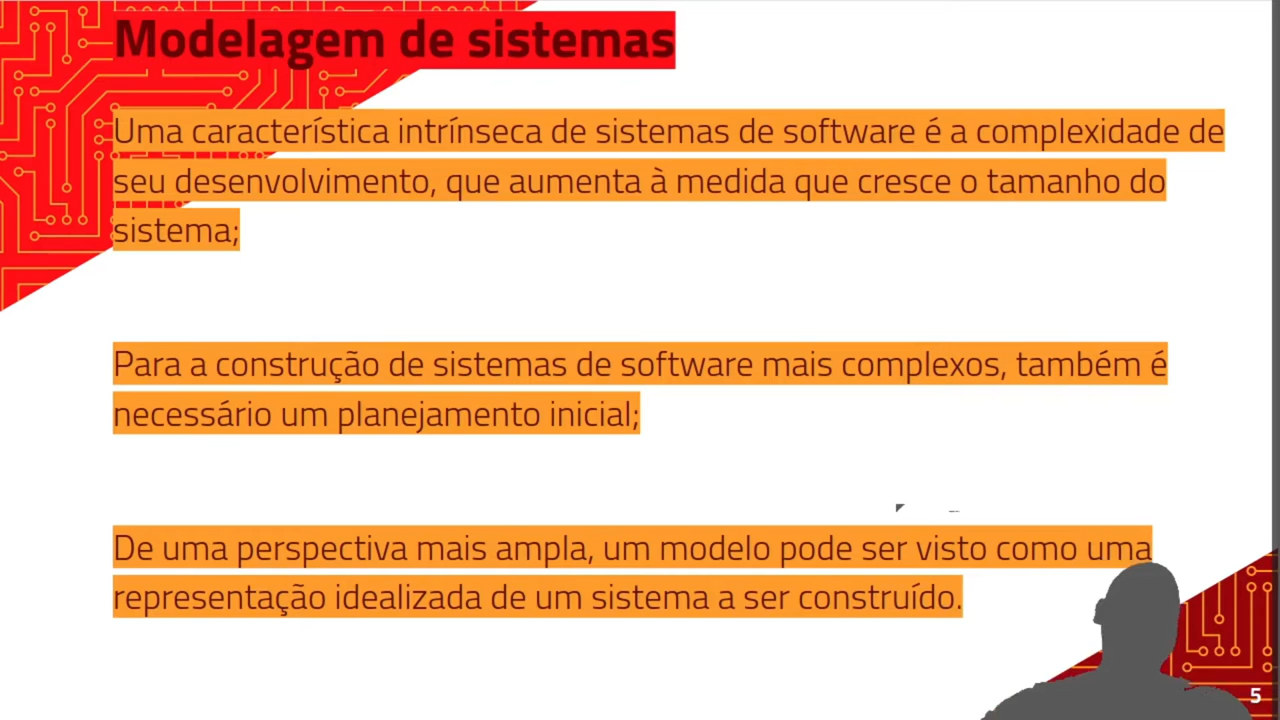 Modelagem de sistemas
Uma característica intrínseca de sistemas de software é a complexidade de
seu desenvolvimento, que aumenta à medida que cresce o tamanho do
sistema;
Para a construção de sistemas de software mais complexos, também é
necessário um planejamento inicial;
De uma perspectiva mais ampla, um modelo pode ser visto como uma
representação idealizada de um sistema a ser construído.
5